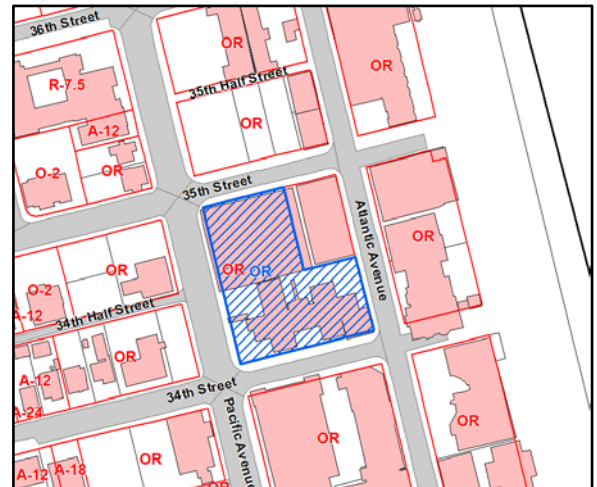 36th Street
OR
OR
R-7.5
35th Half Street
A-12
OR
O-2
OR
35th Street
Atlantic Avenue
OR
OR OR
OR
O-2
A-12
34th Half Street
OR
A-12
34th Street
A-24
Pacific Avenue
OR
OR
OR
A-12
A-18
OR